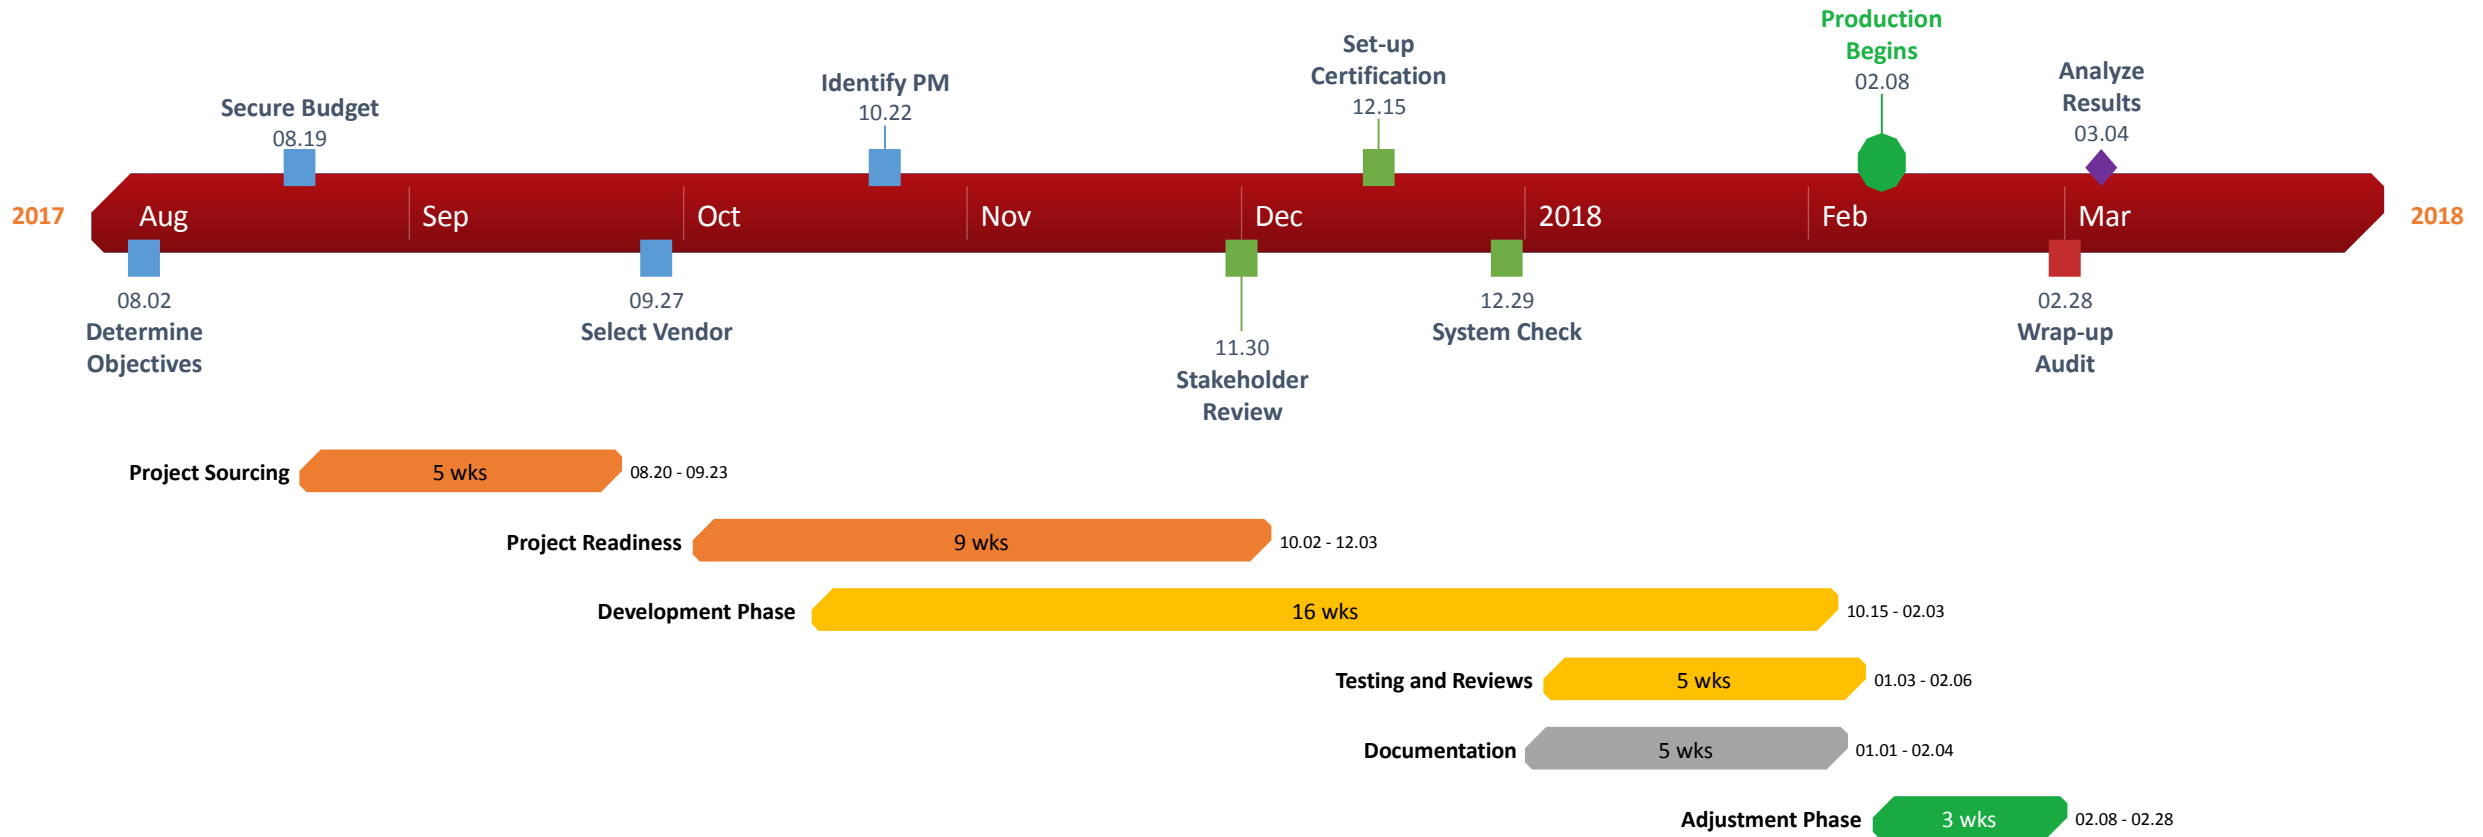 Production
Begins
02.08
Set-up
Certification
12.15
Analyze
Results
03.04
Identify PM
10.22
Secure Budget
08.19
2017
Aug
Sep
Oct
Nov
Dec
2018
Feb
Mar
2018
08.02
Determine
Objectives
09.27
Select Vendor
11.30
Stakeholder
Review
12.29
System Check
02.28
Wrap-up
Audit
Project Sourcing
5 wks
08.20 - 09.23
Project Readiness
9 wks
10.02 - 12.03
Development Phase
16 wks
10.15 - 02.03
Testing and Reviews
5 wks
01.03 - 02.06
Documentation
5 wks
01.01 - 02.04
Adjustment Phase
3 wks
02.08 - 02.28